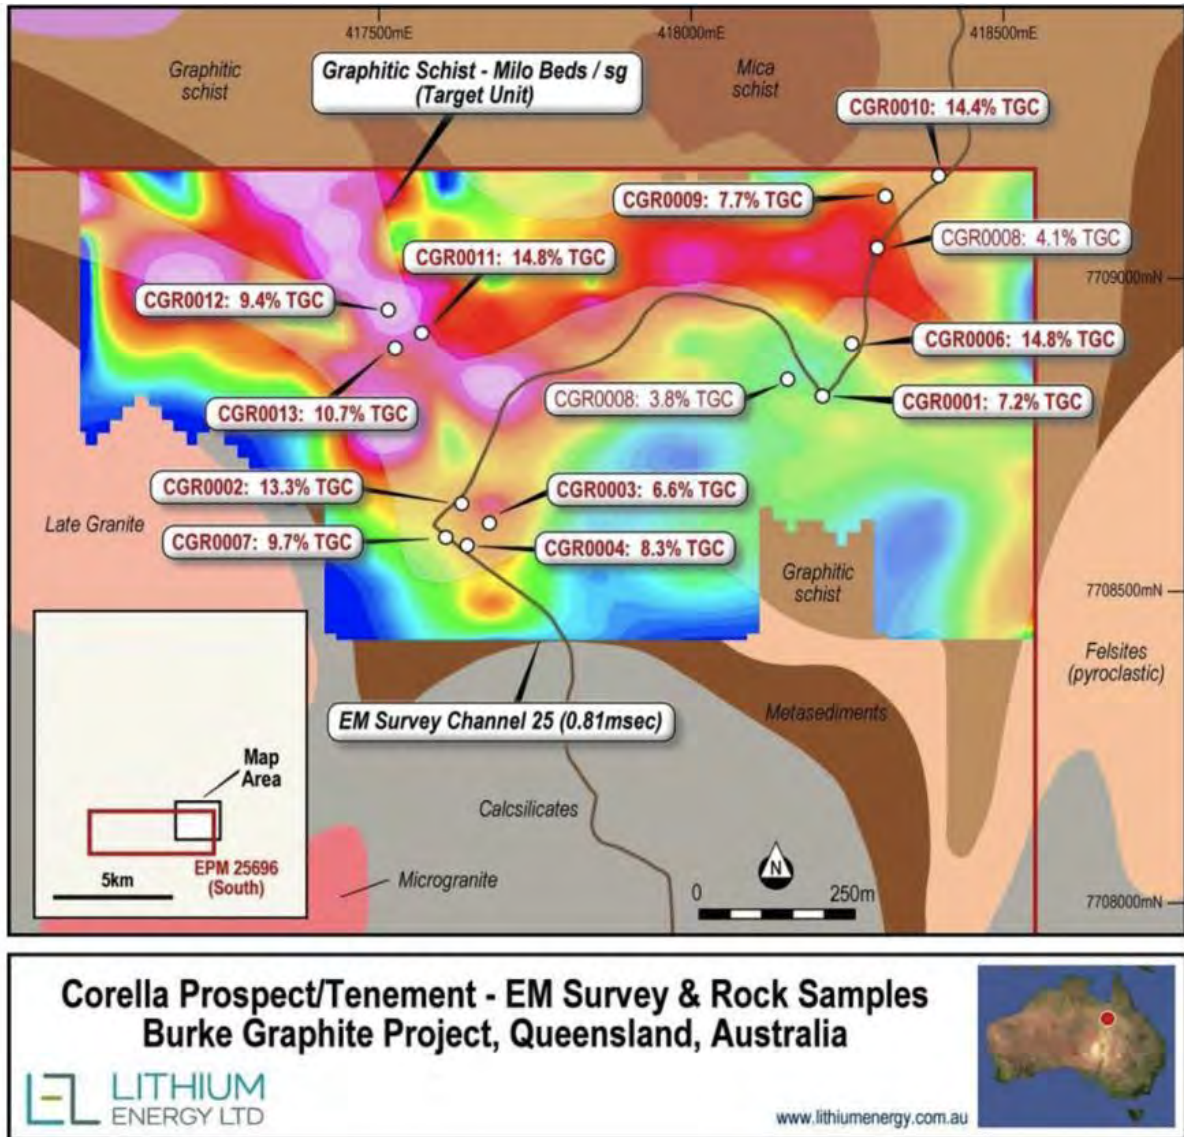 417500mE
418000mE
418500mE
Graphitic
schist
Graphitic Schist - Milo Beds / sg
(Target Unit)
Mica
schist
CGR0010: 14.4% TGC
CGR0009: 7.7% TGC
CGR0008: 4.1% TGC
CGR0011: 14.8% TGC
7709000mN
CGR0012: 9.4% TGC
CGR0006: 14.8% TGC
CGR0013: 10.7% TGC
CGR0008: 3.8% TGC
CGR0001: 7.2% TGC
CGR0002: 13.3% TGC
CGR0003: 6.6% TGC
Late Granite
CGR0007: 9.7% TGC
CGR0004: 8.3% TGC
Graphitic
schist
7708500mN
Felsites
(pyroclastic)
EM Survey Channel 25 (0.81msec)
Metasediments
Map
Area
Calcsilicates
EPM 25696
(South)
5km
Microgranite
N
0 250m
7708000mN
Corella Prospect/Tenement - EM Survey & Rock Samples
Burke Graphite Project, Queensland, Australia
LEL LITHIUM
ENERGY LTD
www.lithiumenergy.com.au